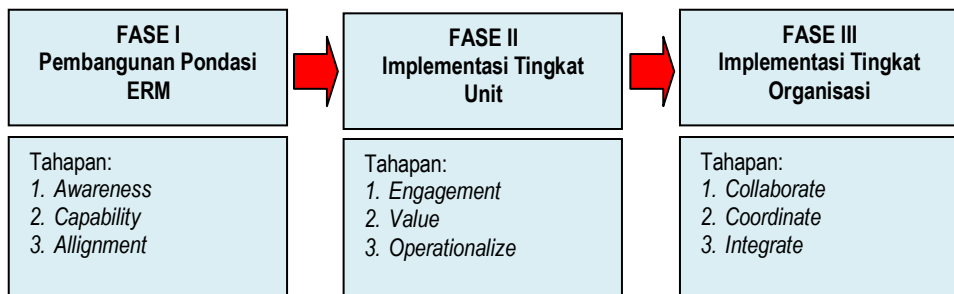 FASE I
Pembangunan Pondasi
ERM
Tahapan:
1. Awareness
2. Capability
3. Allignment
FASE II
Implementasi Tingkat
Unit
Tahapan:
1. Engagement
2. Value
3. Operationalize
FASE III
Implementasi Tingkat
Organisasi
Tahapan:
1. Collaborate
2. Coordinate
3. Integrate